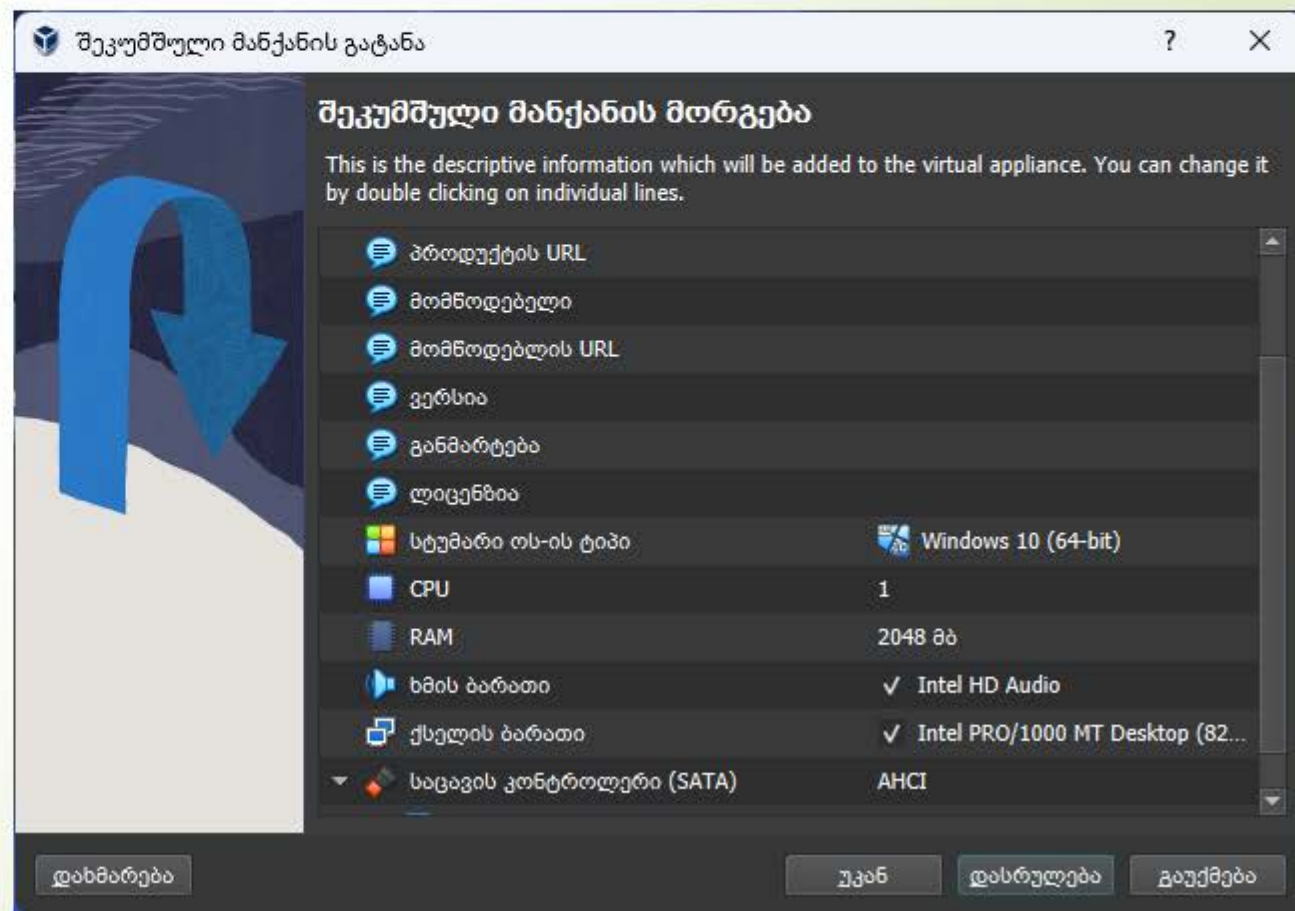 შეკუმშული მანქანის გატანა
?
შეკუმშული მანქანის მორგება
This is the descriptive information which will be added to the virtual appliance. You can change it
by double clicking on individual lines.
პროდუქტის URL
მომწოდებელი
მომწოდებლის URL
ვერსია
განმარტება
ლიცენზია
სტუმარი ოს-ის ტიპი Windows 10 (64-bit)
CPU 1
RAM 2048 მბ
ხმის ბარათი ✓ Intel HD Audio
ქსელის ბარათი ✓ Intel PRO/1000 MT Desktop (82...
საცავის კონტროლერი (SATA) AHCI
დახმარება უკან დასრულება გაუქმება